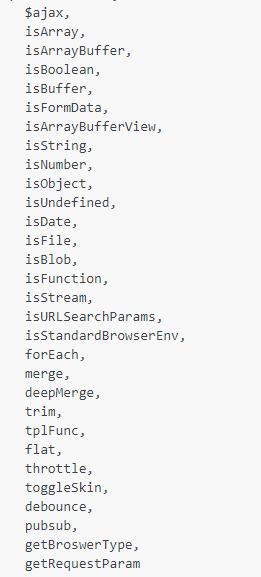 $ajax,
isArray,
isArrayBuffer,
isBoolean,
isBuffer,
isFormData,
isArrayBufferView,
isString,
isNumber,
isObject,
isUndefined,
isDate,
isFile,
isBlob,
isFunction,
isStream,
isURLSearchParams,
isStandardBrowserEnv,
forEach,
merge,
deepMerge,
trim,
tplFunc,
flat,
throttle,
toggleSkin,
debounce,
pubsub,
getBroswerType,
getRequestParam